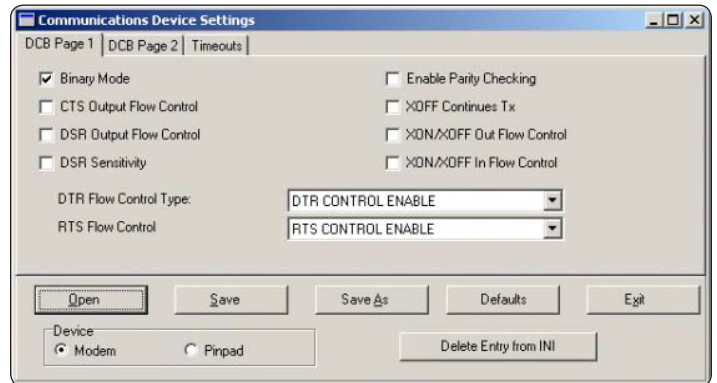 Communications Device Settings
DCB Page 1 DCB Page 2 Timeouts
Binary Mode Enable Parity Checking
CTS Output Flow Control XOFF Continues Tx
DSR Output Flow Control XON/XOFF Out Flow Control
DSR Sensitivity XON/XOFF In Flow Control
DTR Flow Control Type: DTR CONTROL ENABLE
RTS Flow Control RTS CONTROL ENABLE
Open Save Save As Defaults Exit
Device
Modem Pinpad Delete Entry from INI